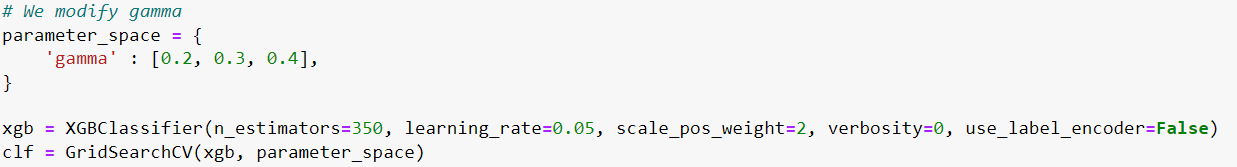 # We modify gamma
parameter_space = {
    'gamma' : [0.2, 0.3, 0.4],
}
xgb = XGBClassifier(n_estimators=350, learning_rate=0.05, scale_pos_weight=2, verbosity=0, use_label_encoder=False)
clf = GridSearchCV(xgb, parameter_space)